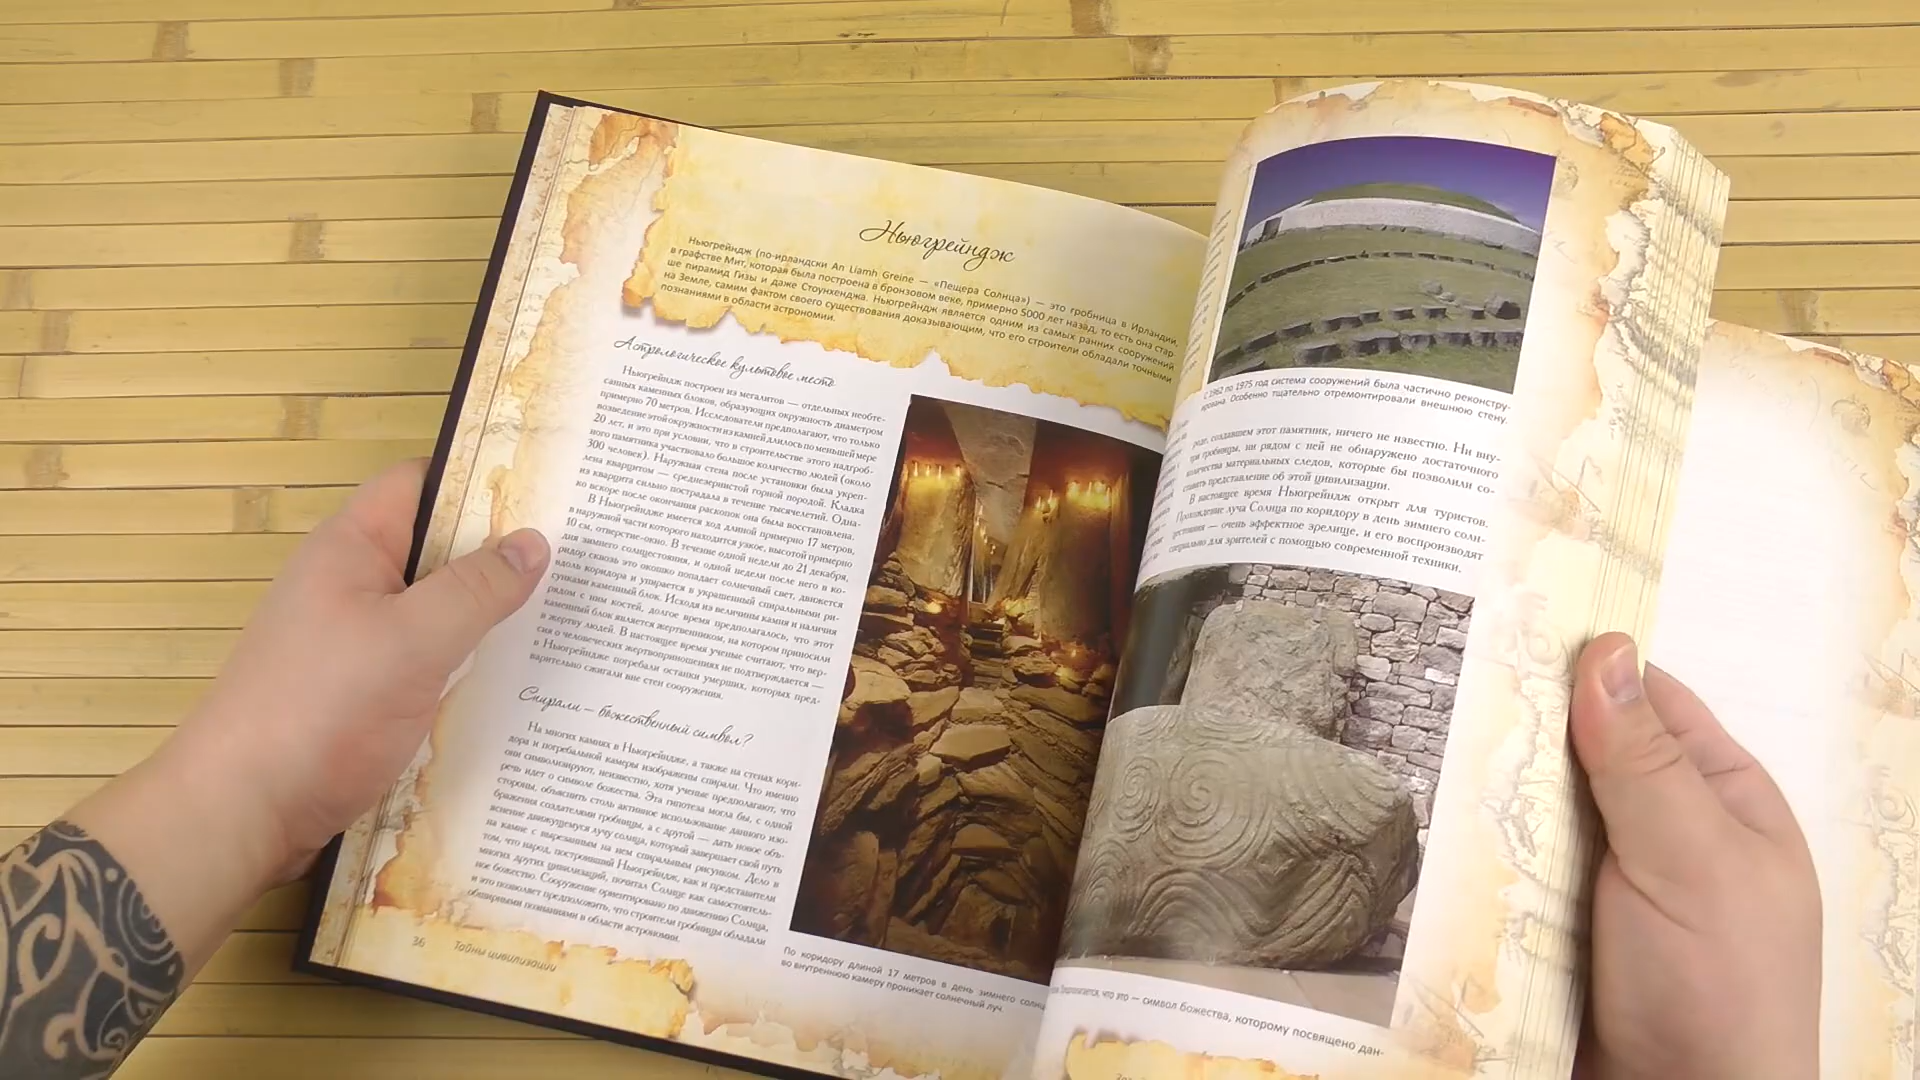 Ньюгрейндж
Ньюгрейндж (по-ирландски An Liamh Greine — «Пещера Солнца») — это гробница в Ирландии,
в графстве Мит, которая была построена в бронзовом веке, примерно 5000 лет назад, то есть она стар-
ше пирамид Гизы и даже Стоунхенджа. Ньюгрейндж является одним из самых ранних сооружений
на Земле, самим фактом своего существования доказывающим, что его строители обладали точными
познаниями в области астрономии.
Астрологическое культовое место
Ньюгрейндж построен из мегалитов — отдельных необте-
санных каменных блоков, образующих окружность диаметром
примерно 70 метров. Исследователи предполагают, что только
возведение этой окружности из камней длилось по меньшей мере
20 лет, и это при условии, что в строительстве этого надгроб-
ного памятника участвовало большое количество людей (около
300 человек). Наружная стена после установки была укреп-
лена кварцитом — среднезернистой горной породой. Кладка
из кварцита сильно пострадала в течение тысячелетий. Одна-
ко вскоре после окончания раскопок она была восстановлена.
В Ньюгрейндже имеется ход длиной примерно 17 метров,
в наружной части которого находится узкое, высотой примерно
10 см, отверстие-окно. В течение одной недели до 21 декабря,
дня зимнего солнцестояния, и одной недели после него в ко-
ридор сквозь это окошко попадает солнечный свет, движется
вдоль коридора и упирается в украшенный спиральными ри-
сунками каменный блок. Исходя из величины камня и наличия
рядом с ним костей, долгое время предполагалось, что этот
каменный блок является жертвенником, на котором приносили
в жертву людей. В настоящее время ученые считают, что вер-
сия о человеческих жертвоприношениях не подтверждается —
в Ньюгрейндже погребали останки умерших, которых пред-
варительно сжигали вне стен сооружения.
Спирали — божественный символ?
На многих камнях в Ньюгрейндже, а также на стенах кори-
дора и погребальной камеры изображены спирали. Что именно
они символизируют, неизвестно, хотя ученые предполагают, что
речь идет о символе божества. Эта гипотеза могла бы, с одной
стороны, объяснить столь активное использование данного изо-
бражения создателями гробницы, а с другой — дать новое объ-
яснение движущемуся лучу солнца, который завершает свой путь
на камне с вырезанным на нем спиральным рисунком. Дело в
том, что народ, построивший Ньюгрейндж, как и представители
многих других цивилизаций, почитал Солнце как самостоятель-
ное божество. Сооружение ориентировано по движению Солнца,
и это позволяет предположить, что строители гробницы обладали
обширными познаниями в области астрономии.
36 Тайны цивилизации
По коридору длиной 17 метров в день зимнего солнц
во внутреннюю камеру проникает солнечный луч.
С 1962 по 1975 год система сооружений была частично реконстру-
ирована. Особенно тщательно отремонтировали внешнюю стену.
роде, создавшем этот памятник, ничего не известно. Ни вну-
три гробницы, ни рядом с ней не обнаружено достаточного
количества материальных следов, которые бы позволили со-
ставить представление об этой цивилизации.
В настоящее время Ньюгрейндж открыт для туристов.
Прохождение луча Солнца по коридору в день зимнего солн-
цестояния — очень эффектное зрелище, и его воспроизводят
специально для зрителей с помощью современной техники.
что это — символ божества, которому посвящено дан-